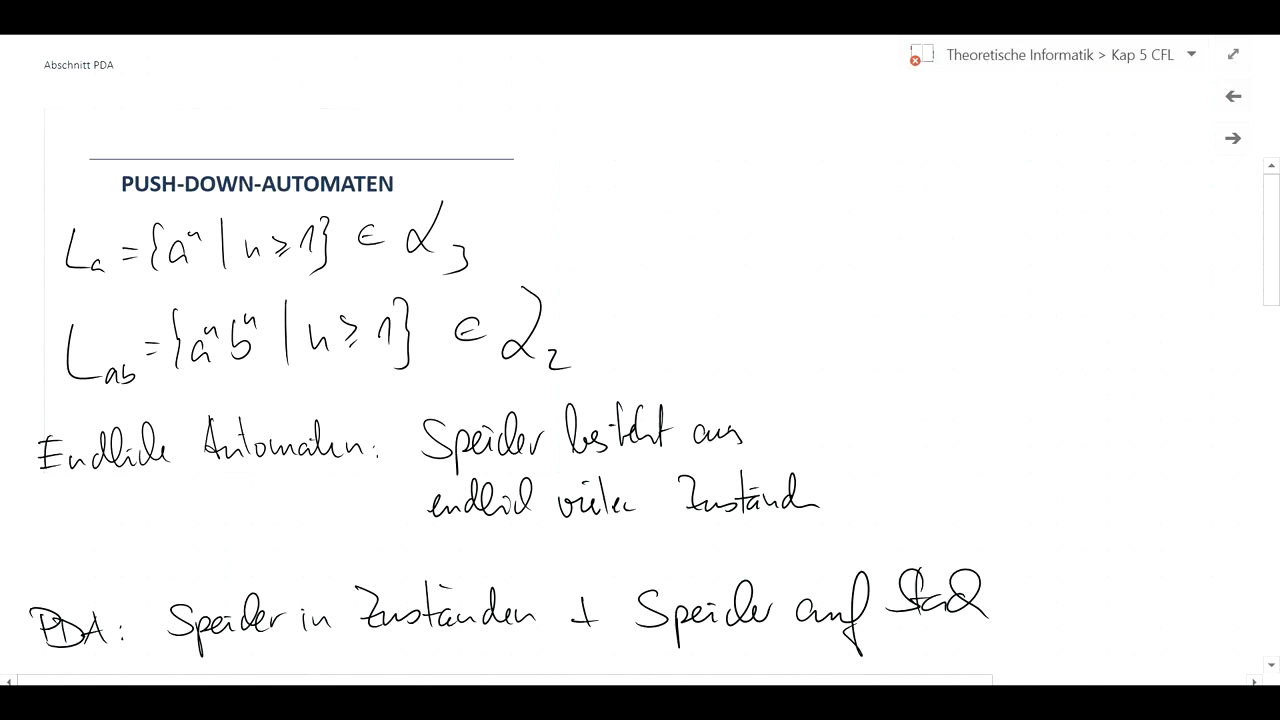 Theoretische Informatik > Kap 5 CFL
Abschnitt PDA
PUSH-DOWN-AUTOMATEN
L_a = {a^n | n ≥ 1} ∈ ℒ_3
L_ab = {a^n b^n | n ≥ 1} ∈ ℒ_2
Endliche Automaten: Speicher besteht aus
endlich vielen Zuständen
PDA: Speicher in Zuständen + Speicher auf Stack